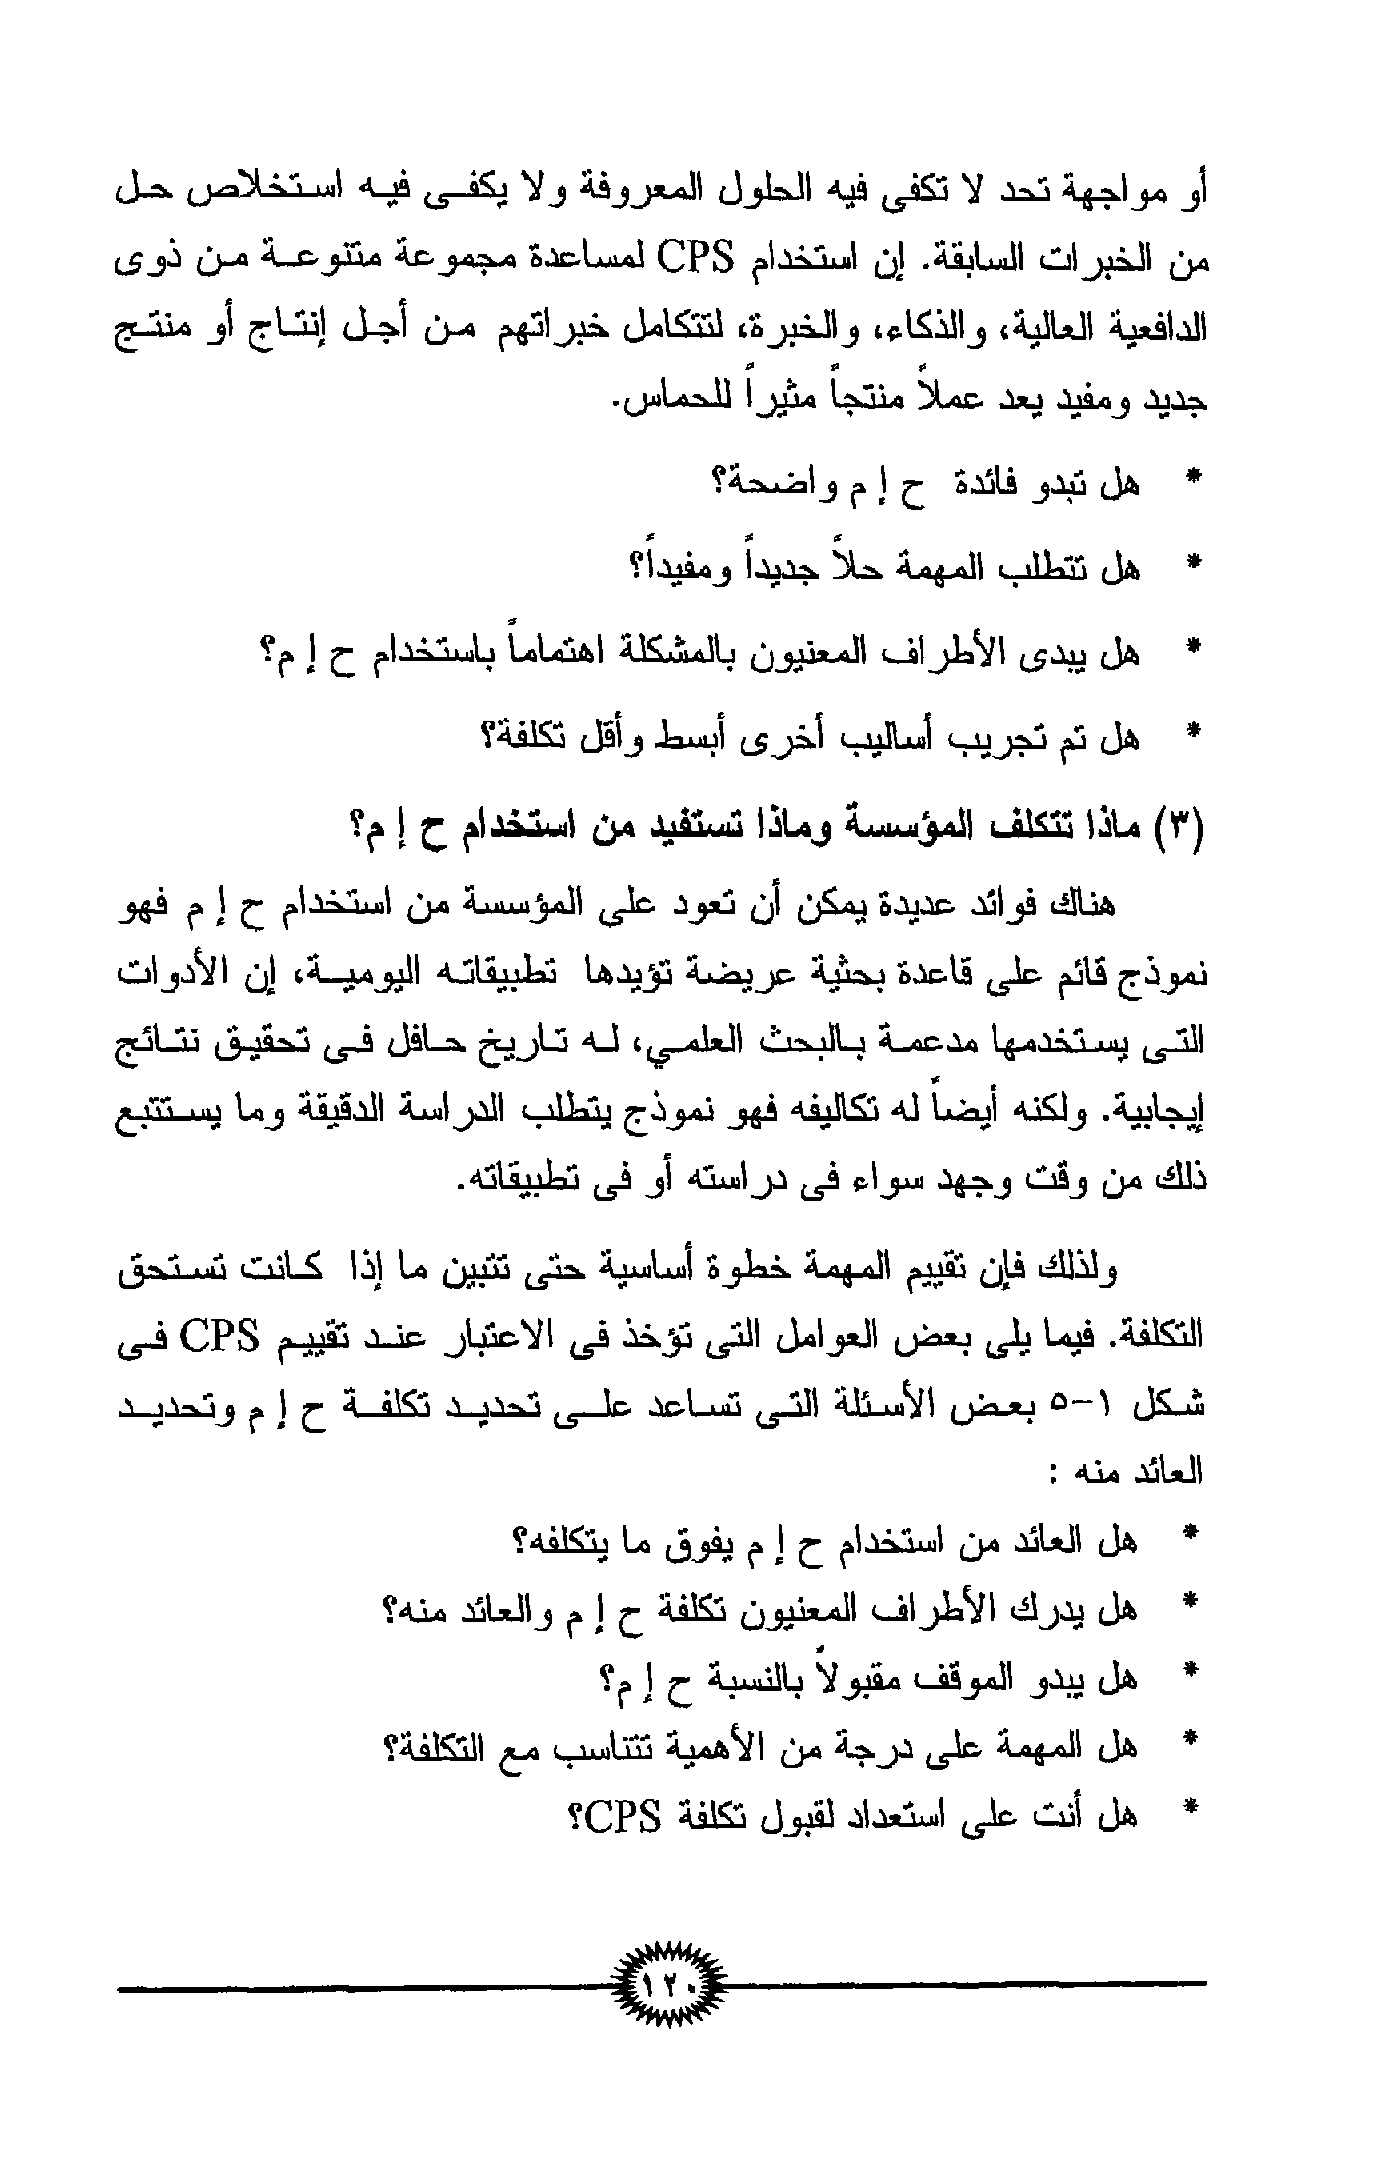 أو مواجهة تحد لا تكفى فيه الحلول المعروفة ولا يكفى فيه استخلاص حل
من الخبرات السابقة. إن استخدام CPS لمساعدة مجموعة متنوعة من ذوى
الدافعية العالية، والذكاء، والخبرة، لتتكامل خبراتهم من أجل إنتاج أو منتج
جديد ومفيد يعد عملاً منتجاً مثيراً للحماس.
* هل تبدو فائدة ح إ م واضحة؟
* هل تتطلب المهمة حلاً جديداً ومفيداً؟
* هل يبدى الأطراف المعنيون بالمشكلة اهتماماً باستخدام ح إ م؟
* هل تم تجريب أساليب أخرى أبسط وأقل تكلفة؟
(٣) ماذا تتكلف المؤسسة وماذا تستفيد من استخدام ح إ م؟
هناك فوائد عديدة يمكن أن تعود على المؤسسة من استخدام ح إ م فهو
نموذج قائم على قاعدة بحثية عريضة تؤيدها تطبيقاته اليومية، إن الأدوات
التى يستخدمها مدعمة بالبحث العلمي، له تاريخ حافل فى تحقيق نتائج
إيجابية. ولكنه أيضاً له تكاليفه فهو نموذج يتطلب الدراسة الدقيقة وما يستتبع
ذلك من وقت وجهد سواء فى دراسته أو فى تطبيقاته.
ولذلك فإن تقييم المهمة خطوة أساسية حتى تتبين ما إذا كانت تستحق
التكلفة. فيما يلى بعض العوامل التى تؤخذ فى الاعتبار عند تقييم CPS فى
شكل ١-٥ بعض الأسئلة التى تساعد على تحديد تكلفة ح إ م وتحديد
العائد منه :
* هل العائد من استخدام ح إ م يفوق ما يتكلفه؟
* هل يدرك الأطراف المعنيون تكلفة ح إ م والعائد منه؟
* هل يبدو الموقف مقبولاً بالنسبة ح إ م؟
* هل المهمة على درجة من الأهمية تتناسب مع التكلفة؟
* هل أنت على استعداد لقبول تكلفة CPS؟
١٢٠